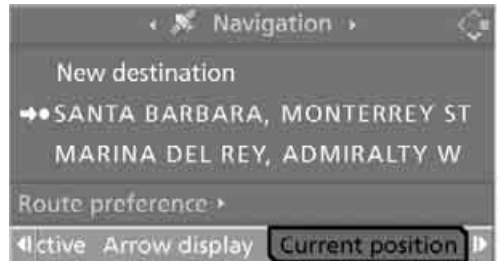 Navigation
New destination
SANTA BARBARA, MONTERREY ST
MARINA DEL REY, ADMIRALTY W
Route preference
ctive Arrow display Current position